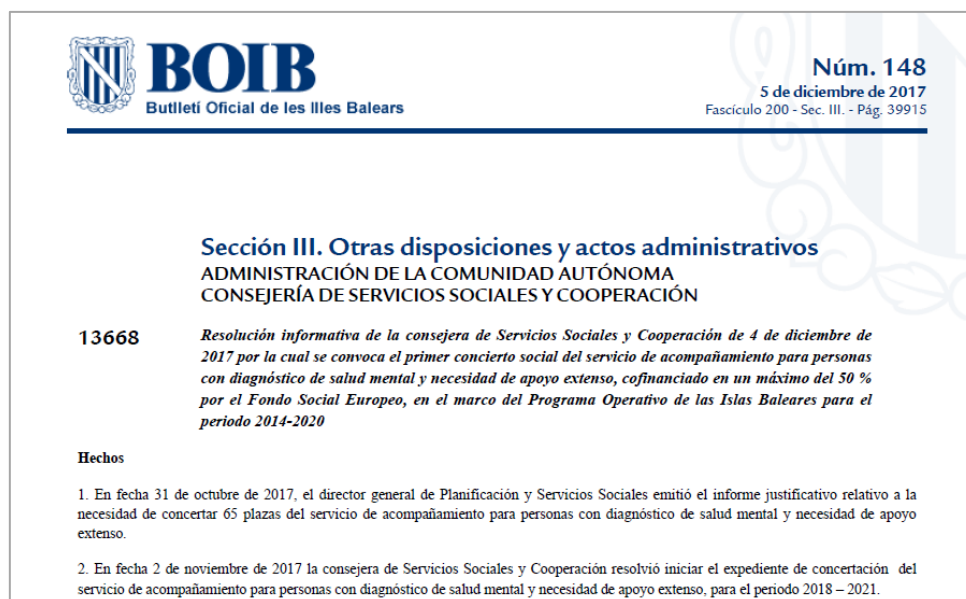 BOIB
Butlletí Oficial de les Illes Balears
Núm. 148
5 de diciembre de 2017
Fascículo 200 - Sec. III. - Pág. 39915
Sección III. Otras disposiciones y actos administrativos
ADMINISTRACIÓN DE LA COMUNIDAD AUTÓNOMA
CONSEJERÍA DE SERVICIOS SOCIALES Y COOPERACIÓN
13668
Resolución informativa de la consejera de Servicios Sociales y Cooperación de 4 de diciembre de
2017 por la cual se convoca el primer concierto social del servicio de acompañamiento para personas
con diagnóstico de salud mental y necesidad de apoyo extenso, cofinanciado en un máximo del 50 %
por el Fondo Social Europeo, en el marco del Programa Operativo de las Islas Baleares para el
periodo 2014-2020
Hechos
1. En fecha 31 de octubre de 2017, el director general de Planificación y Servicios Sociales emitió el informe justificativo relativo a la
necesidad de concertar 65 plazas del servicio de acompañamiento para personas con diagnóstico de salud mental y necesidad de apoyo
extenso.
2. En fecha 2 de noviembre de 2017 la consejera de Servicios Sociales y Cooperación resolvió iniciar el expediente de concertación del
servicio de acompañamiento para personas con diagnóstico de salud mental y necesidad de apoyo extenso, para el periodo 2018 – 2021.